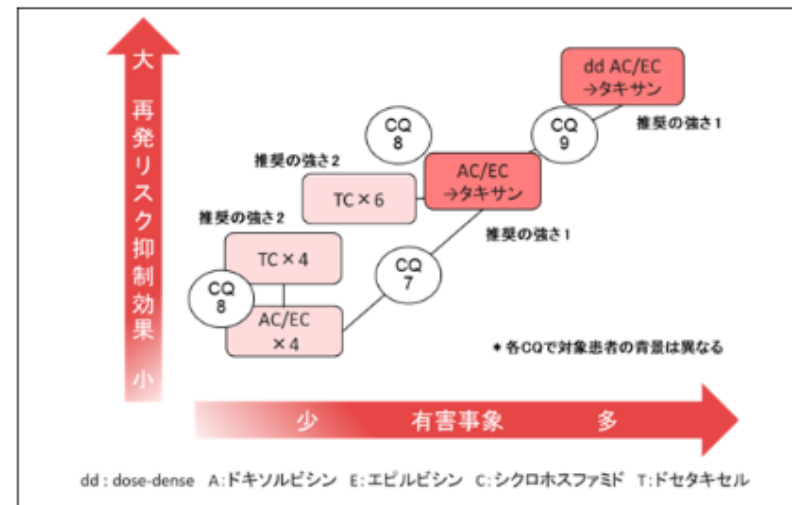 大 再発リスク抑制効果 小
dd AC/EC
→タキサン
推奨の強さ1
CQ
9
CQ
8
推奨の強さ2
AC/EC
→タキサン
TC×6
推奨の強さ2
推奨の強さ1
TC×4
CQ
7
CQ
8
AC/EC
×4
*各CQで対象患者の背景は異なる
少 有害事象 多
dd : dose-dense A:ドキソルビシン E:エピルビシン C:シクロホスファミド T:ドセタキセル